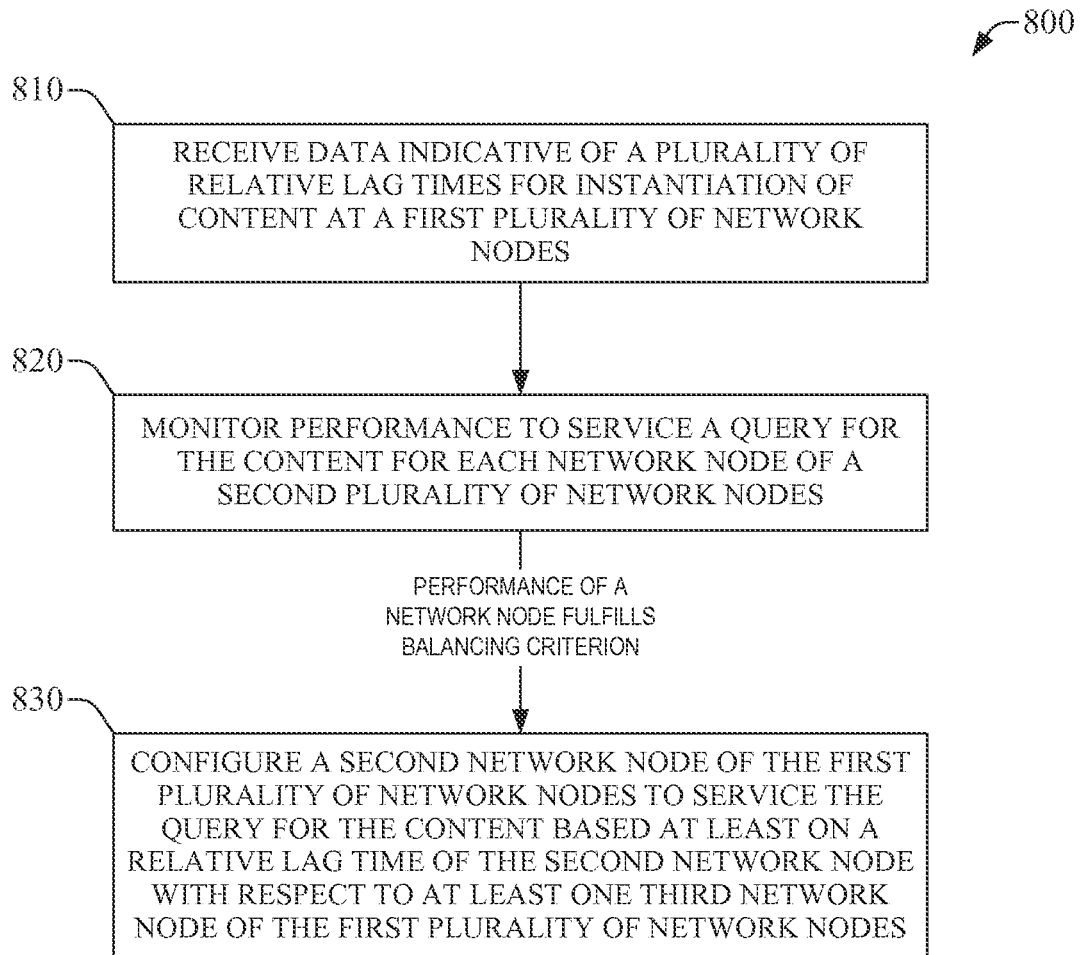 800
810
RECEIVE DATA INDICATIVE OF A PLURALITY OF
RELATIVE LAG TIMES FOR INSTANTIATION OF
CONTENT AT A FIRST PLURALITY OF NETWORK
NODES
820
MONITOR PERFORMANCE TO SERVICE A QUERY FOR
THE CONTENT FOR EACH NETWORK NODE OF A
SECOND PLURALITY OF NETWORK NODES
PERFORMANCE OF A
NETWORK NODE FULFILLS
BALANCING CRITERION
830
CONFIGURE A SECOND NETWORK NODE OF THE FIRST
PLURALITY OF NETWORK NODES TO SERVICE THE
QUERY FOR THE CONTENT BASED AT LEAST ON A
RELATIVE LAG TIME OF THE SECOND NETWORK NODE
WITH RESPECT TO AT LEAST ONE THIRD NETWORK
NODE OF THE FIRST PLURALITY OF NETWORK NODES